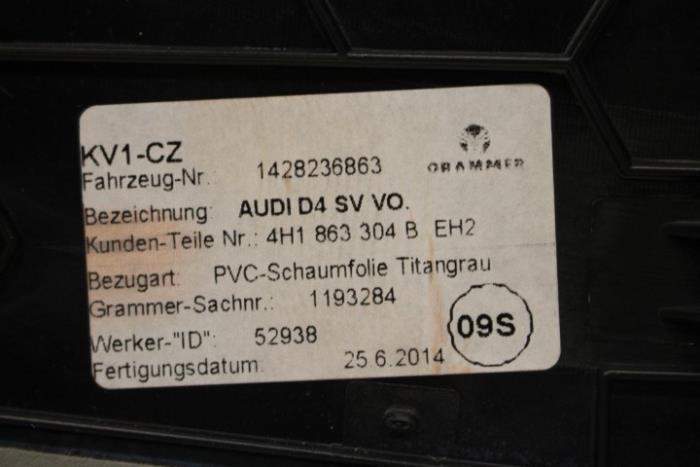 KV1-CZ
GRAMMER
Fahrzeug-Nr.: 1428236863
Bezeichnung: AUDI D4 SV VO.
Kunden-Teile Nr.: 4H1 863 304 B EH2
Bezugart: PVC-Schaumfolie Titangrau
Grammer-Sachnr.: 1193284
Werker-"ID": 52938
09S
Fertigungsdatum: 25.6.2014